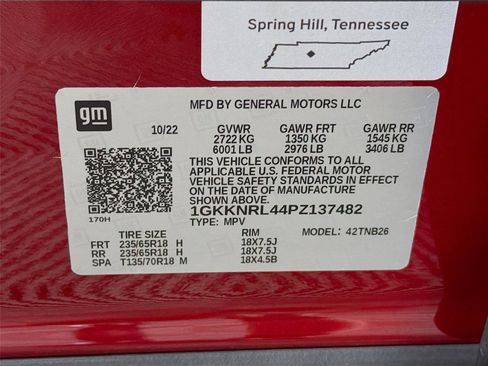 Spring Hill, Tennessee
gm
MFD BY GENERAL MOTORS LLC
10/22 GVWR GAWR FRT GAWR RR
2722 KG 1350 KG 1545 KG
6001 LB 2976 LB 3406 LB
THIS VEHICLE CONFORMS TO ALL
APPLICABLE U.S. FEDERAL MOTOR
VEHICLE SAFETY STANDARDS IN EFFECT
ON THE DATE OF MANUFACTURE
SHOWN ABOVE.
170H
1GKKNRL44PZ137482
TYPE: MPV MODEL: 42TNB26
TIRE SIZE RIM
FRT 235/65R18 H 18X7.5J
RR 235/65R18 H 18X7.5J
SPA T135/70R18 M 18X4.5B